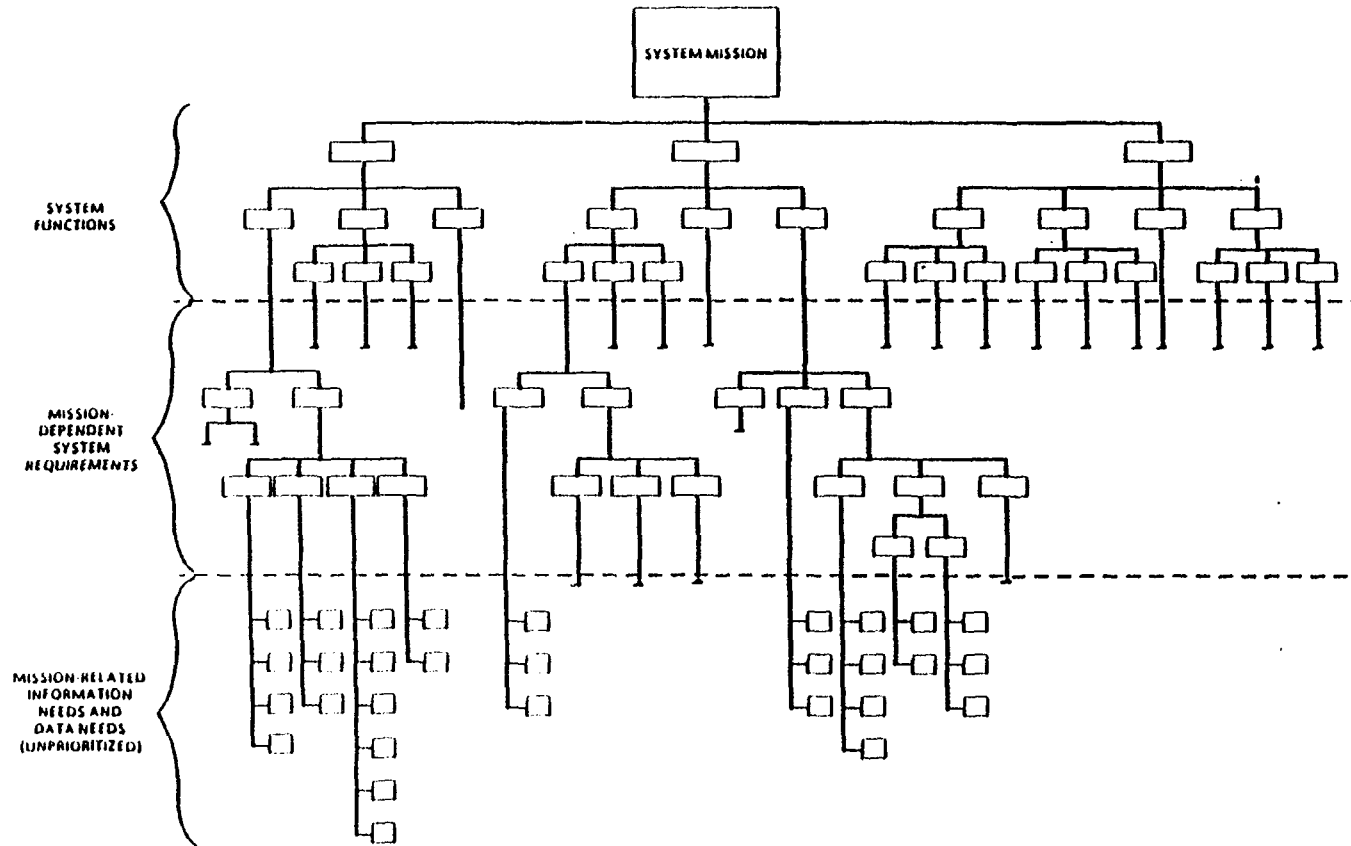 SYSTEM MISSION
SYSTEM
FUNCTIONS
MISSION-
DEPENDENT
SYSTEM
REQUIREMENTS
MISSION-RELATED
INFORMATION
NEEDS AND
DATA NEEDS
(UNPRIORITIZED)